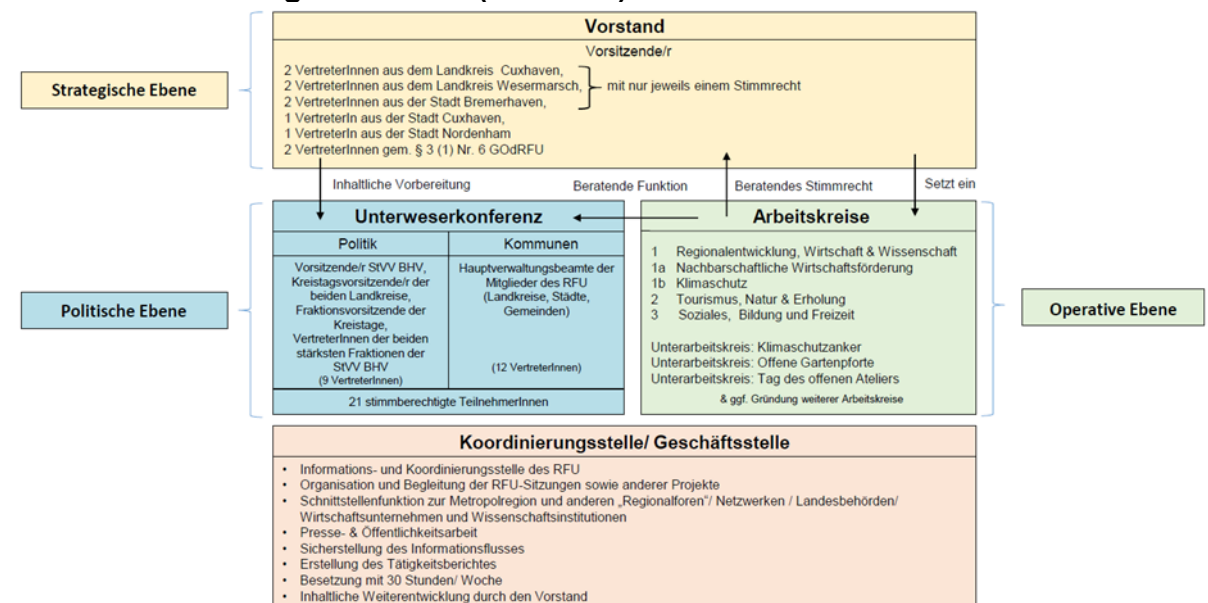 Vorstand
Vorsitzende/r
2 VertreterInnen aus dem Landkreis Cuxhaven,
2 VertreterInnen aus dem Landkreis Wesermarsch,
2 VertreterInnen aus der Stadt Bremerhaven,
mit nur jeweils einem Stimmrecht
1 VertreterIn aus der Stadt Cuxhaven,
1 VertreterIn aus der Stadt Nordenham
2 VertreterInnen gem. § 3 (1) Nr. 6 GOdRFU
Strategische Ebene
Inhaltliche Vorbereitung
Beratende Funktion
Beratendes Stimmrecht
Setzt ein
Politische Ebene
Unterweserkonferenz
Politik
Vorsitzende/r StVV BHV,
Kreistagsvorsitzende/r der
beiden Landkreise,
Fraktionsvorsitzende der
Kreistage,
VertreterInnen der beiden
stärksten Fraktionen der
StVV BHV
(9 VertreterInnen)
Kommunen
Hauptverwaltungsbeamte der
Mitglieder des RFU
(Landkreise, Städte,
Gemeinden)
(12 VertreterInnen)
21 stimmberechtigte TeilnehmerInnen
Arbeitskreise
1 Regionalentwicklung, Wirtschaft & Wissenschaft
1a Nachbarschaftliche Wirtschaftsförderung
1b Klimaschutz
2 Tourismus, Natur & Erholung
3 Soziales, Bildung und Freizeit
Unterarbeitskreis: Klimaschutzanker
Unterarbeitskreis: Offene Gartenpforte
Unterarbeitskreis: Tag des offenen Ateliers
& ggf. Gründung weiterer Arbeitskreise
Operative Ebene
Koordinierungsstelle/ Geschäftsstelle
• Informations- und Koordinierungsstelle des RFU
• Organisation und Begleitung der RFU-Sitzungen sowie anderer Projekte
• Schnittstellenfunktion zur Metropolregion und anderen „Regionalforen"/ Netzwerken / Landesbehörden/
Wirtschaftsunternehmen und Wissenschaftsinstitutionen
• Presse- & Öffentlichkeitsarbeit
• Sicherstellung des Informationsflusses
• Erstellung des Tätigkeitsberichtes
• Besetzung mit 30 Stunden/ Woche
• Inhaltliche Weiterentwicklung durch den Vorstand